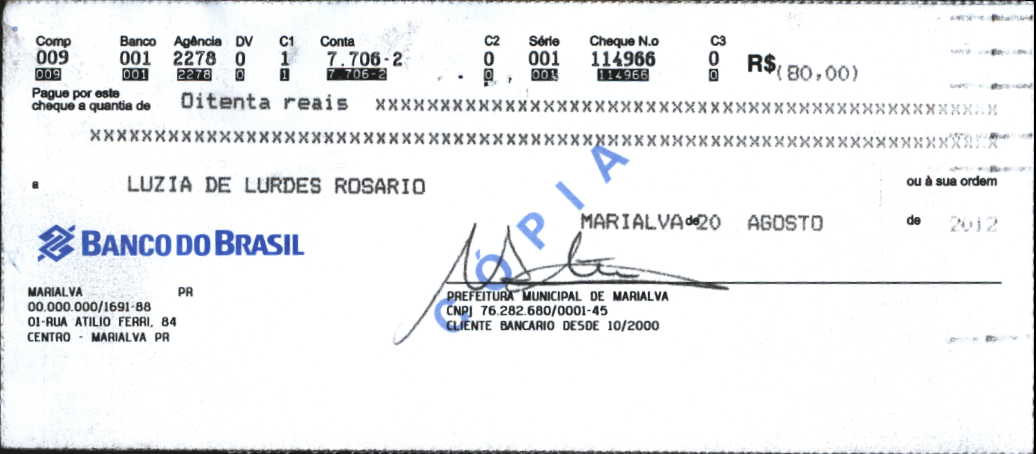 Comp Banco Agência DV C1 Conta C2 Série Cheque N.o C3
009 001 2278 0 1 7.706-2 0 001 114966 0 R$(80,00)
009 001 2278 0 1 7.706-2 0 001 114966 0
Pague por este
cheque a quantia de Oitenta reais xxxxxxxxxxxxxxxxxxxxxxxxxxxxxxxxxxxxxxxxxxxxxxxxxx
xxxxxxxxxxxxxxxxxxxxxxxxxxxxxxxxxxxxxxxxxxxxxxxxxxxxxxxxxxxxxxxxxxxxxx
a LUZIA DE LURDES ROSARIO ou à sua ordem
MARIALVA de 20 AGOSTO de 2012
BANCO DO BRASIL
CÓPIA
MARIALVA PR
00.000.000/1691-88
01-RUA ATILIO FERRI, 84
CENTRO - MARIALVA PR
PREFEITURA MUNICIPAL DE MARIALVA
CNPJ 76.282.680/0001-45
CLIENTE BANCARIO DESDE 10/2000